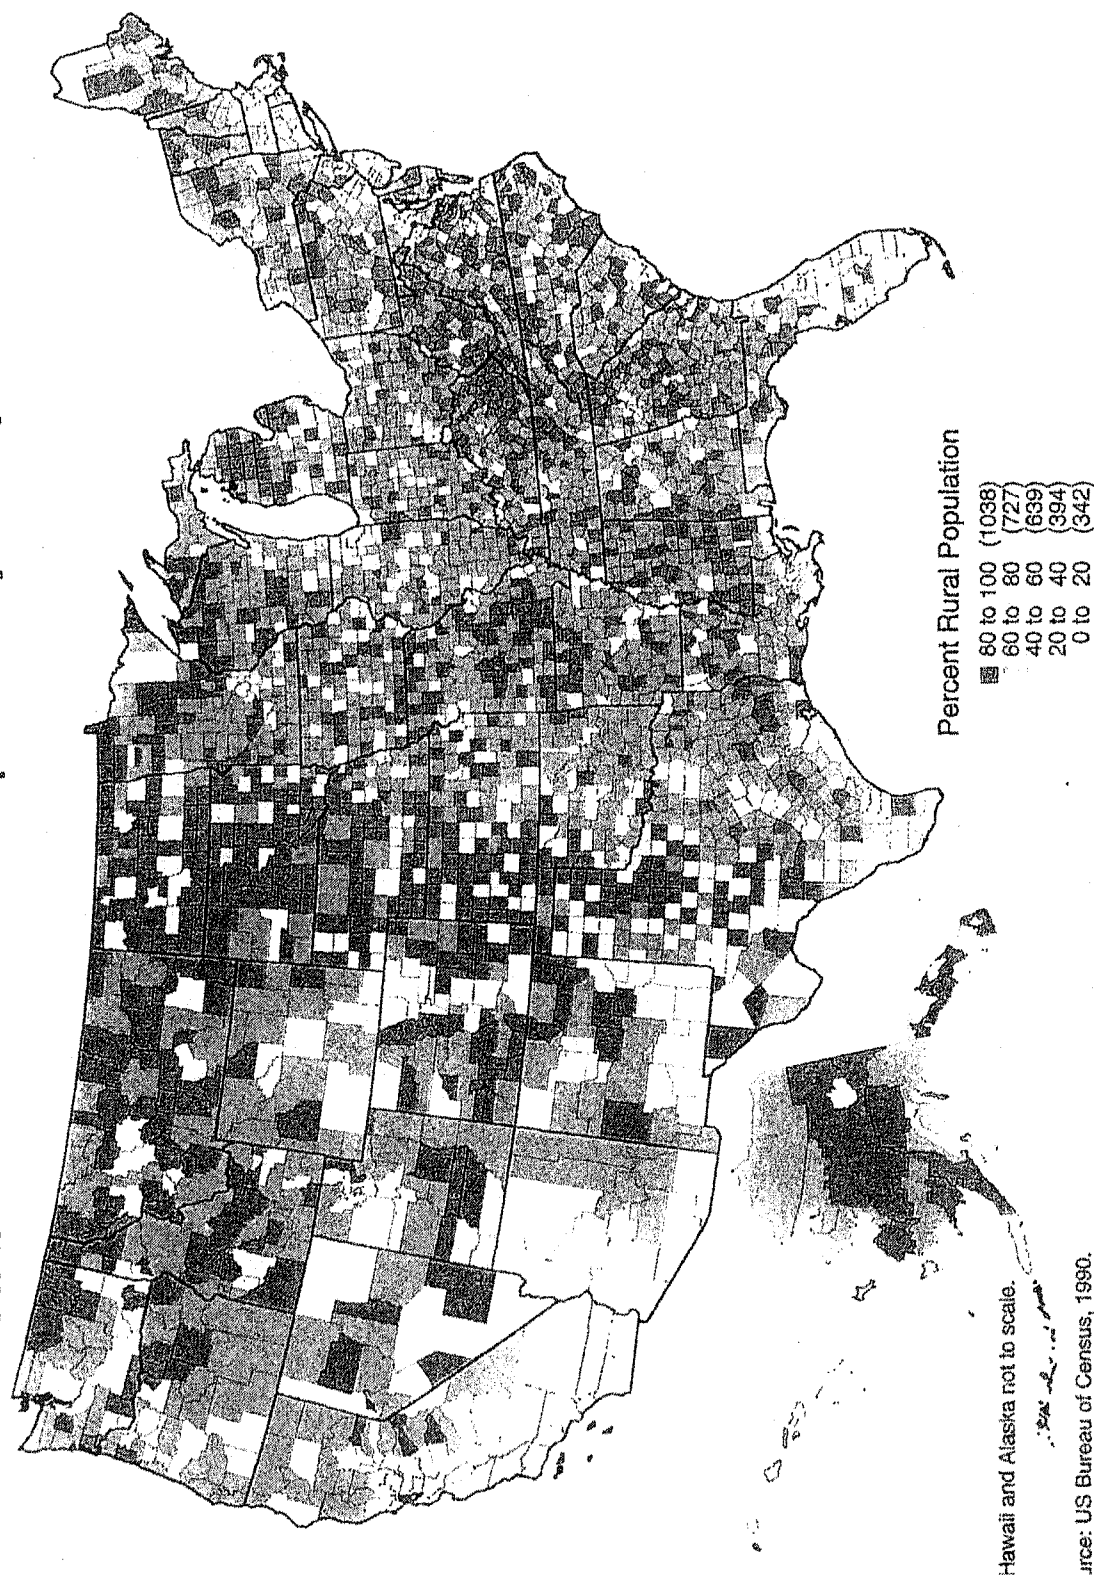 Percent Rural Population
80 to 100 (1038)
60 to 80 (727)
40 to 60 (639)
20 to 40 (394)
0 to 20 (342)
Hawaii and Alaska not to scale.
urce: US Bureau of Census, 1990.